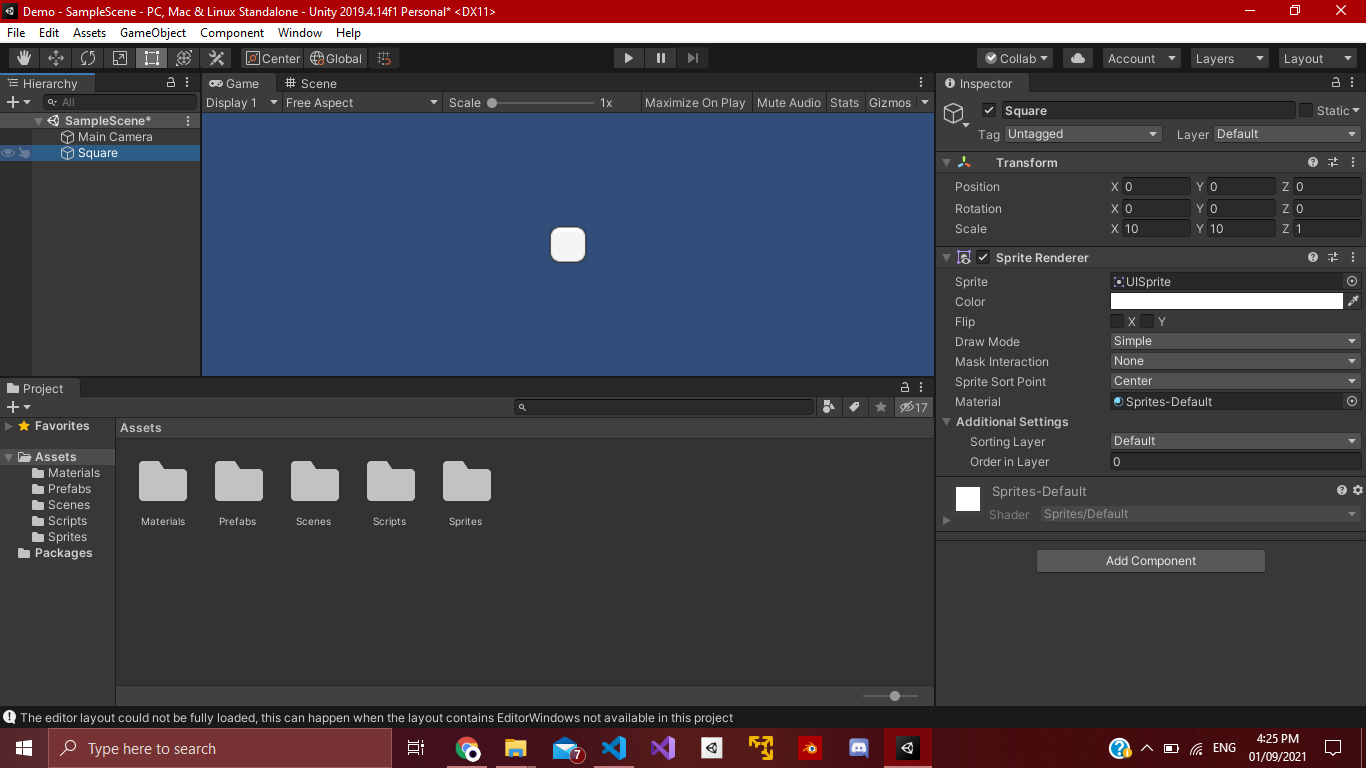 Demo - SampleScene - PC, Mac & Linux Standalone - Unity 2019.4.14f1 Personal* <DX11>
File Edit Assets GameObject Component Window Help
Center Global Collab Account Layers Layout
Hierarchy
All
SampleScene*
Main Camera
Square
Game Scene
Display 1 Free Aspect Scale 1x Maximize On Play Mute Audio Stats Gizmos
Inspector
Square Static
Tag Untagged Layer Default
Transform
Position X 0 Y 0 Z 0
Rotation X 0 Y 0 Z 0
Scale X 10 Y 10 Z 1
Sprite Renderer
Sprite UISprite
Color
Flip X Y
Draw Mode Simple
Mask Interaction None
Sprite Sort Point Center
Material Sprites-Default
Additional Settings
Sorting Layer Default
Order in Layer 0
Sprites-Default
Shader Sprites/Default
Add Component
Project
17
Favorites
Assets
Materials
Prefabs
Scenes
Scripts
Sprites
Packages
Assets
Materials Prefabs Scenes Scripts Sprites
The editor layout could not be fully loaded, this can happen when the layout contains EditorWindows not available in this project
Type here to search
7
ENG
4:25 PM
01/09/2021